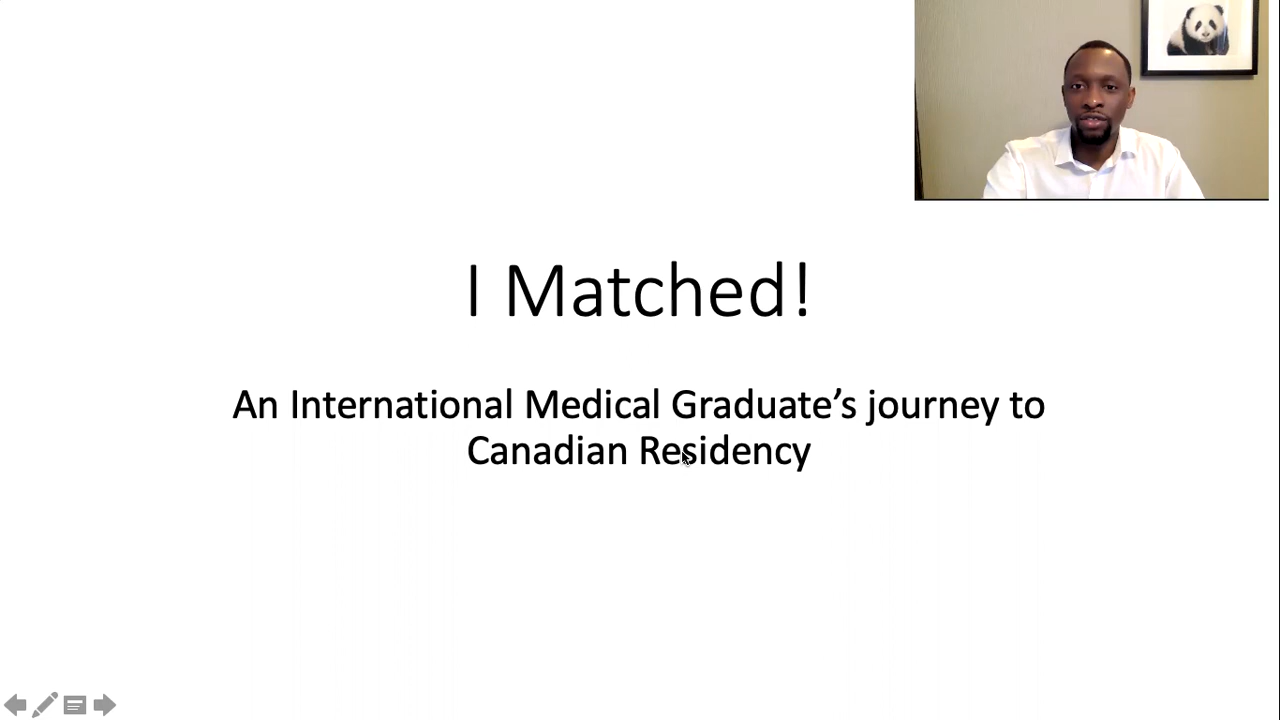 I Matched!
An International Medical Graduate’s journey to
Canadian Residency